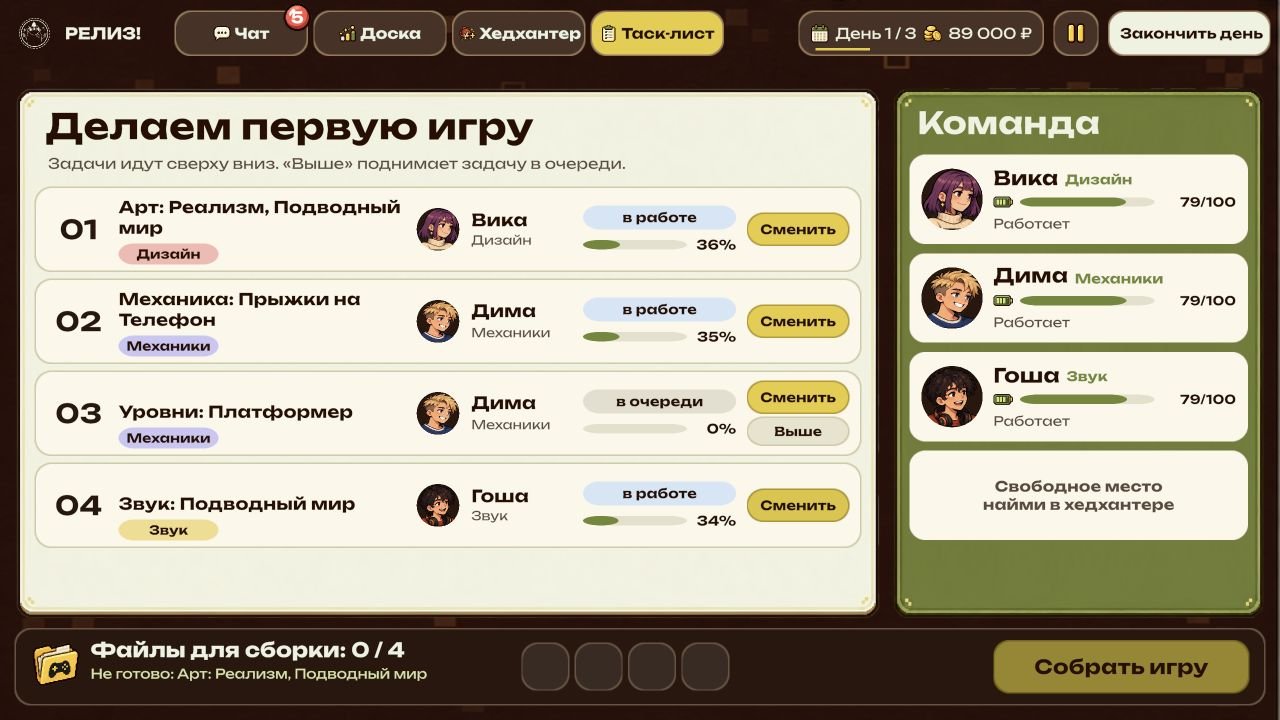 РЕЛИЗ!
Чат
5
Доска
Хедхантер
Таск-лист
День 1 / 3
89 000 ₽
Закончить день
Делаем первую игру
Задачи идут сверху вниз. «Выше» поднимает задачу в очереди.
01
Арт: Реализм, Подводный
мир
Дизайн
Вика
Дизайн
в работе
36%
Сменить
02
Механика: Прыжки на
Телефон
Механики
Дима
Механики
в работе
35%
Сменить
03
Уровни: Платформер
Механики
Дима
Механики
в очереди
0%
Сменить
Выше
04
Звук: Подводный мир
Звук
Гоша
Звук
в работе
34%
Сменить
Команда
Вика Дизайн
79/100
Работает
Дима Механики
79/100
Работает
Гоша Звук
79/100
Работает
Свободное место
найми в хедхантере
Файлы для сборки: 0 / 4
Не готово: Арт: Реализм, Подводный мир
Собрать игру